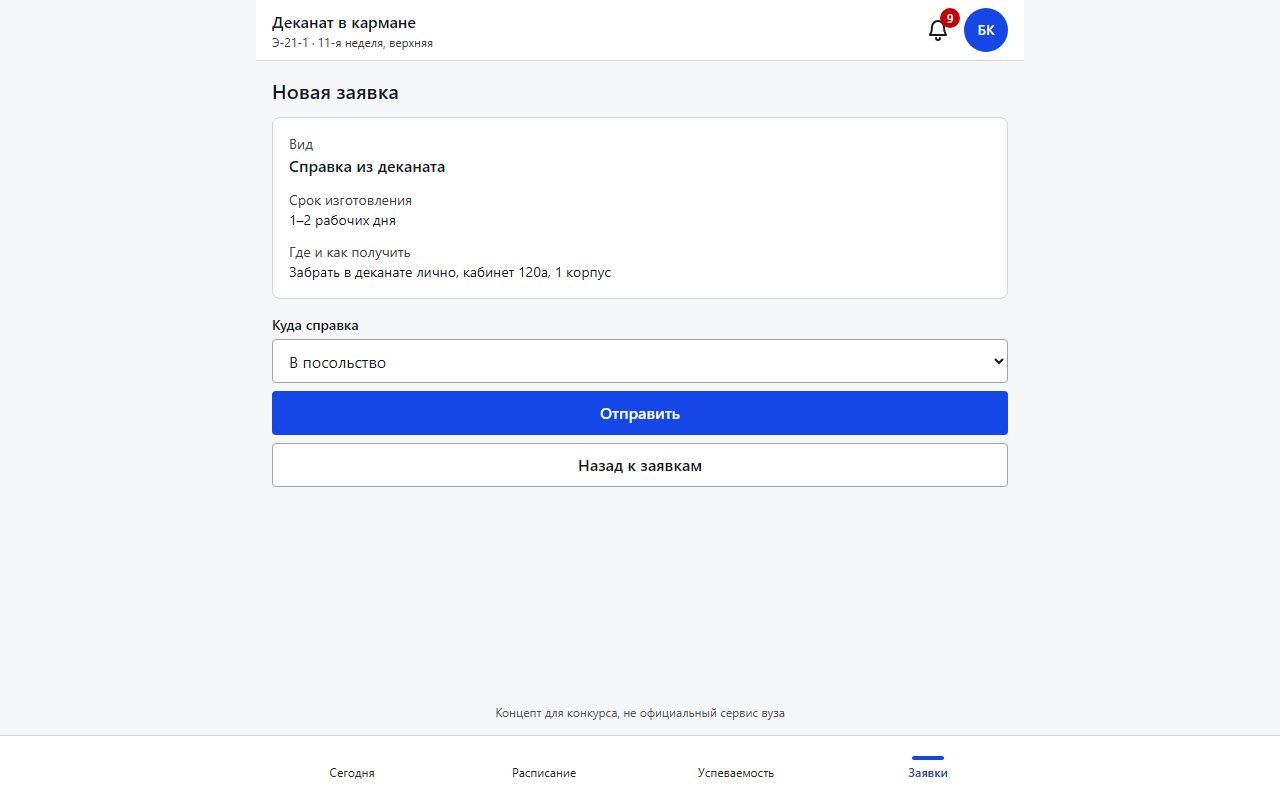 Деканат в кармане
Э-21-1 · 11-я неделя, верхняя
9
БК
Новая заявка
Вид
Справка из деканата
Срок изготовления
1–2 рабочих дня
Где и как получить
Забрать в деканате лично, кабинет 120а, 1 корпус
Куда справка
В посольство
Отправить
Назад к заявкам
Концепт для конкурса, не официальный сервис вуза
Сегодня
Расписание
Успеваемость
Заявки